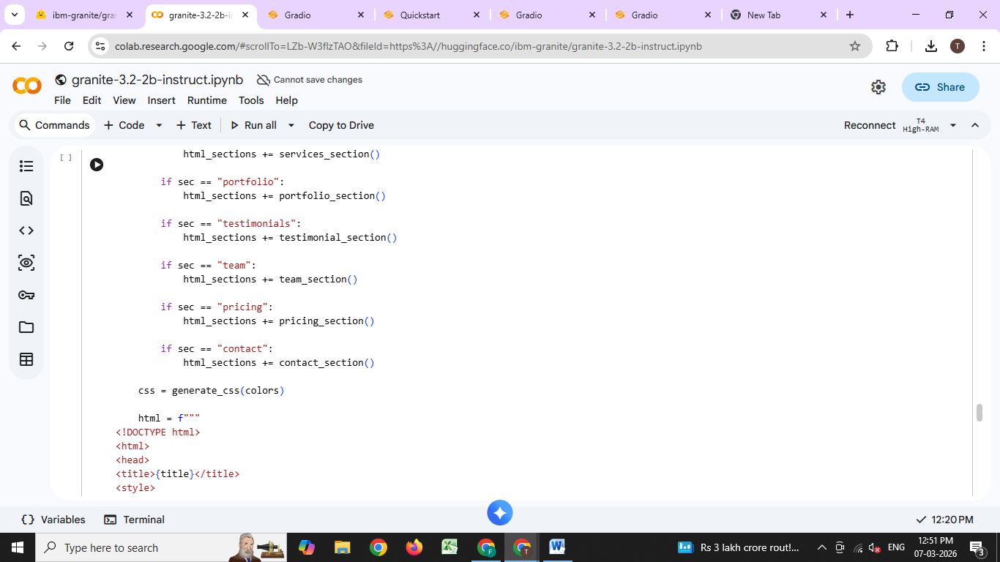 ibm-granite/gra
granite-3.2-2b-i
Gradio
Quickstart
Gradio
Gradio
New Tab
colab.research.google.com/#scrollTo=LZb-W3flzTAO&fileId=https%3A//huggingface.co/ibm-granite/granite-3.2-2b-instruct.ipynb
T
granite-3.2-2b-instruct.ipynb
Cannot save changes
File Edit View Insert Runtime Tools Help
Share
Commands + Code + Text Run all Copy to Drive
Reconnect
T4
High-RAM
[ ]
html_sections += services_section()
if sec == "portfolio":
html_sections += portfolio_section()
if sec == "testimonials":
html_sections += testimonial_section()
if sec == "team":
html_sections += team_section()
if sec == "pricing":
html_sections += pricing_section()
if sec == "contact":
html_sections += contact_section()
css = generate_css(colors)
html = f"""
<!DOCTYPE html>
<html>
<head>
<title>{title}</title>
<style>
Variables
Terminal
12:20 PM
Type here to search
Rs 3 lakh crore rout!...
ENG
12:51 PM
07-03-2026
3